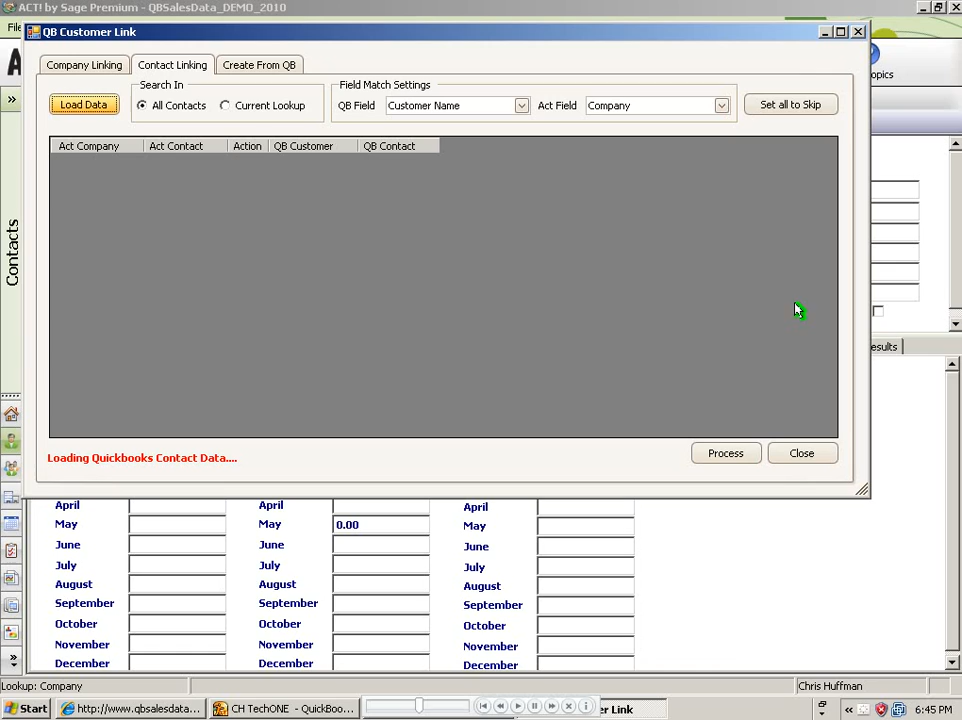 ACT! by Sage Premium - QBSalesData_DEMO_2010
File
QB Customer Link
Company Linking
Contact Linking
Create From QB
opics
Search In
Field Match Settings
Load Data
All Contacts
Current Lookup
QB Field
Customer Name
Act Field
Company
Set all to Skip
»
Act Company
Act Contact
Action
QB Customer
QB Contact
Contacts
esults
Loading Quickbooks Contact Data....
Process
Close
April
April
April
May
May
0.00
May
June
June
June
July
July
July
August
August
August
September
September
September
October
October
October
November
November
November
December
December
December
Lookup: Company
Chris Huffman
Start
http://www.qbsalesdata...
CH TechONE - QuickBoo...
r Link
6:45 PM